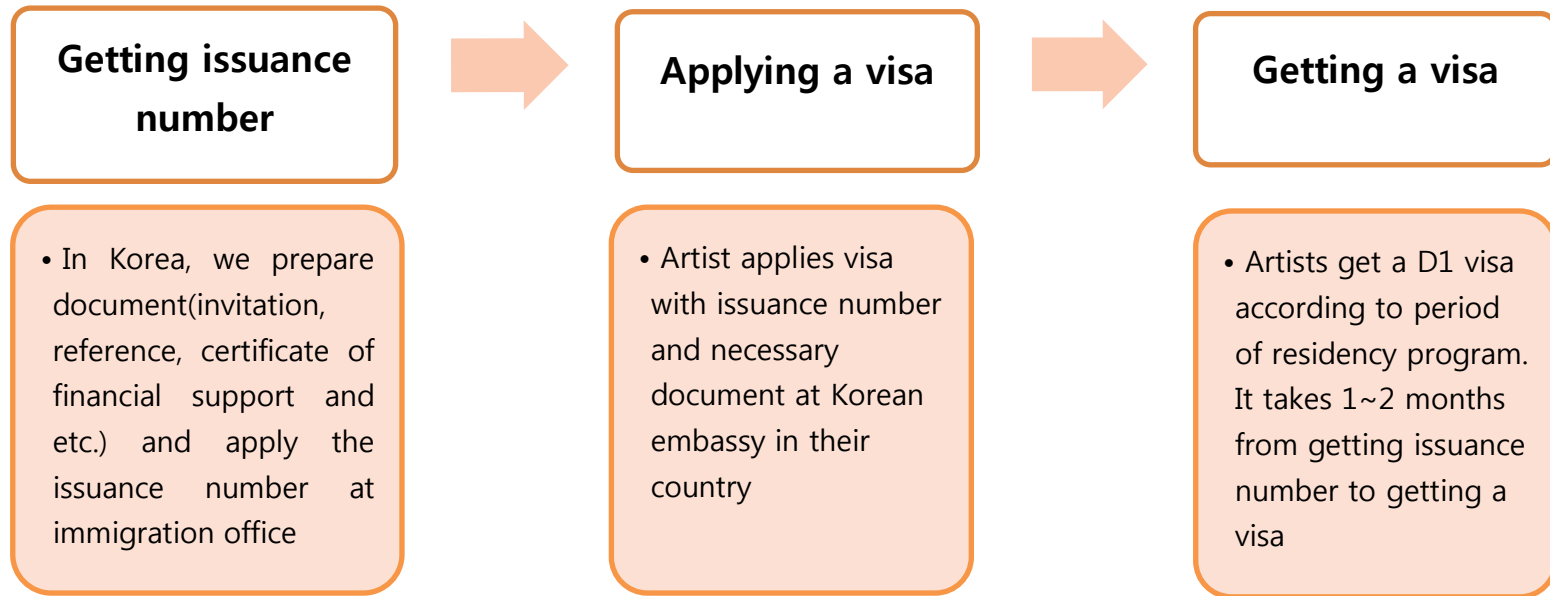 Getting issuance
number
Applying a visa
Getting a visa
• In Korea, we prepare
document(invitation,
reference, certificate of
financial support and
etc.) and apply the
issuance number at
immigration office
• Artist applies visa
with issuance number
and necessary
document at Korean
embassy in their
country
• Artists get a D1 visa
according to period
of residency program.
It takes 1~2 months
from getting issuance
number to getting a
visa